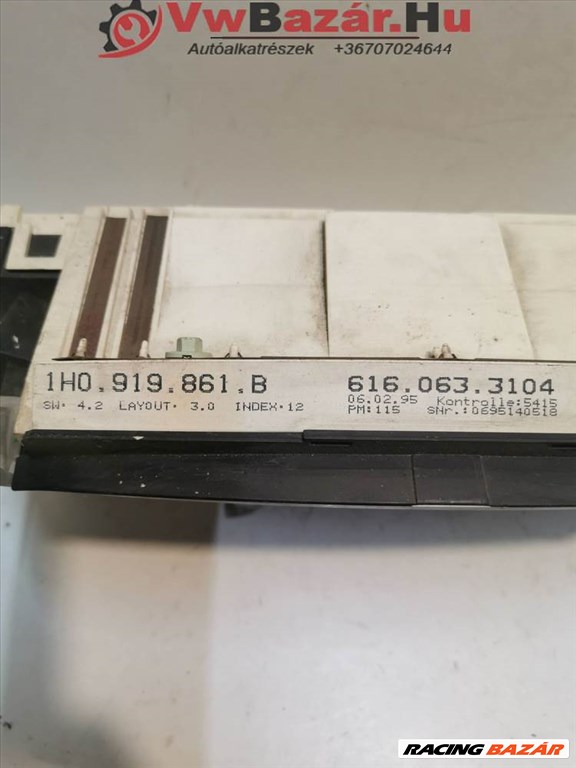 VwBazár.Hu
Autóalkatrészek +36707024644
1H0.919.861.B 616.063.3104
SW· 4.2 LAYOUT· 3.0 INDEX·12 06.02.95 Kontrolle:5415
PM:115 SNr.:0695140518
RACING BAZÁR